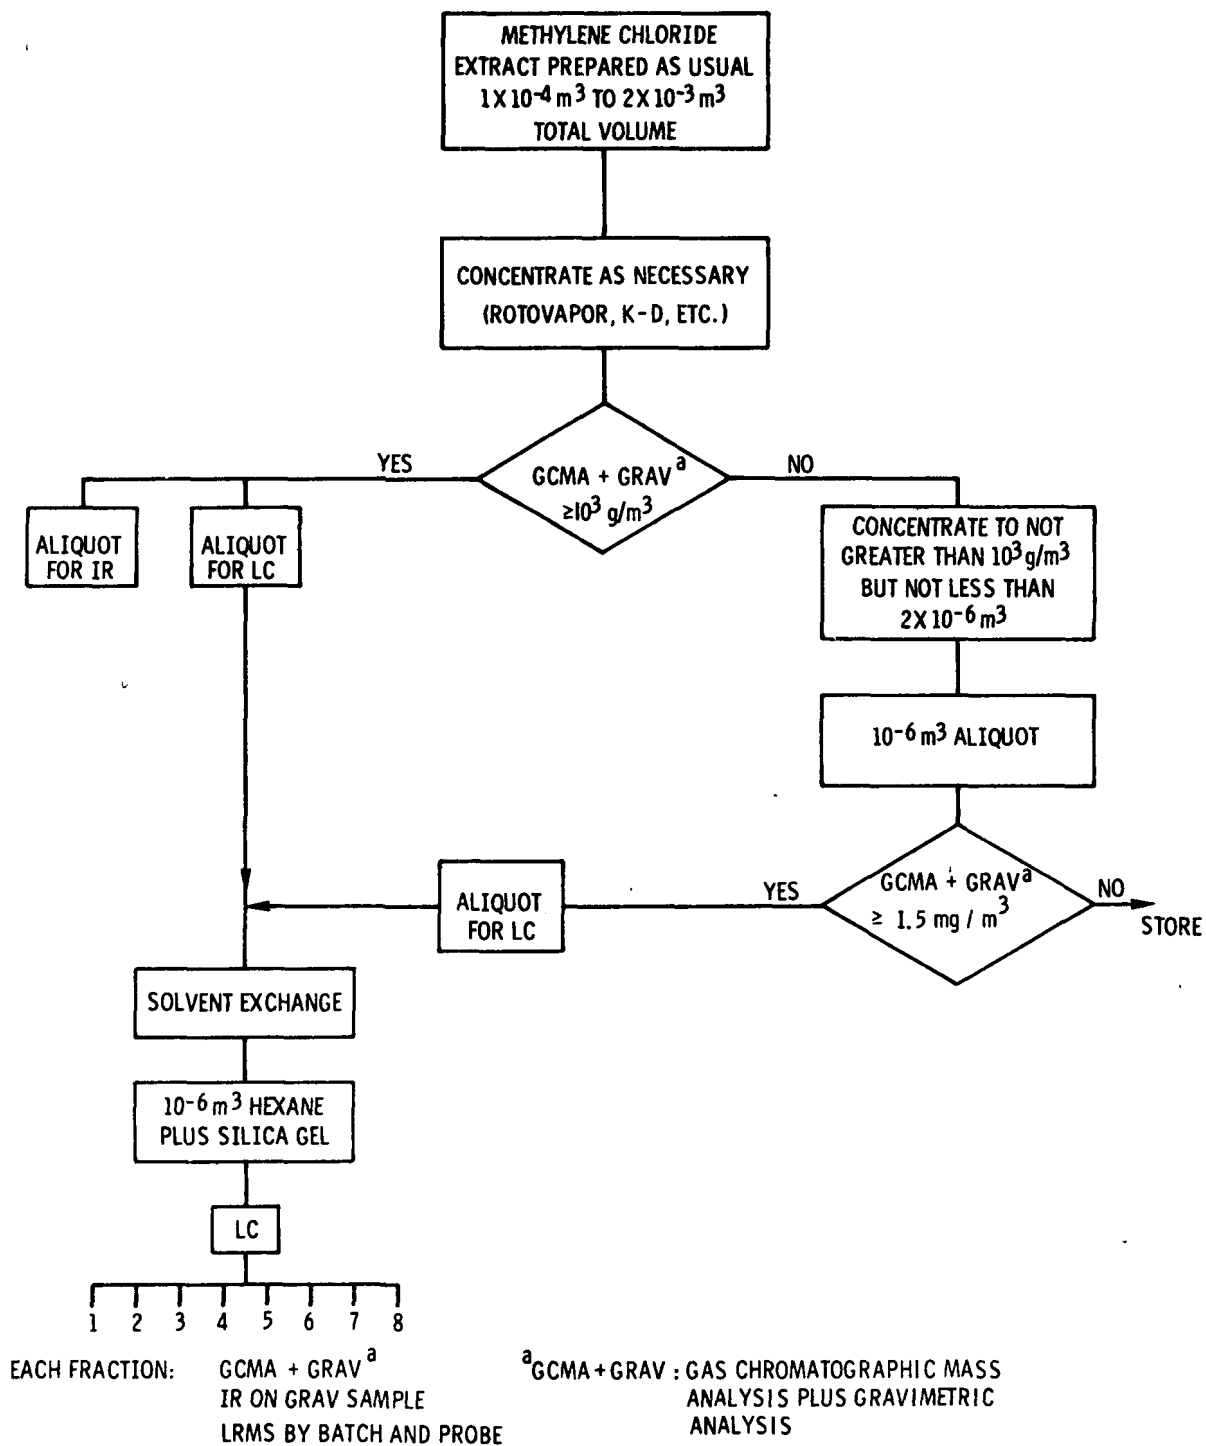 METHYLENE CHLORIDE
EXTRACT PREPARED AS USUAL
1 X 10⁻⁴ m³ TO 2 X 10⁻³ m³
TOTAL VOLUME
CONCENTRATE AS NECESSARY
(ROTOVAPOR, K-D, ETC.)
GCMA + GRAVᵃ
≥10³ g/m³
YES
NO
ALIQUOT
FOR IR
ALIQUOT
FOR LC
CONCENTRATE TO NOT
GREATER THAN 10³ g/m³
BUT NOT LESS THAN
2 X 10⁻⁶ m³
10⁻⁶ m³ ALIQUOT
GCMA + GRAVᵃ
≥ 1.5 mg / m³
YES
NO
STORE
ALIQUOT
FOR LC
SOLVENT EXCHANGE
10⁻⁶ m³ HEXANE
PLUS SILICA GEL
LC
1 2 3 4 5 6 7 8
EACH FRACTION: GCMA + GRAVᵃ
IR ON GRAV SAMPLE
LRMS BY BATCH AND PROBE
ᵃGCMA+GRAV : GAS CHROMATOGRAPHIC MASS
ANALYSIS PLUS GRAVIMETRIC
ANALYSIS